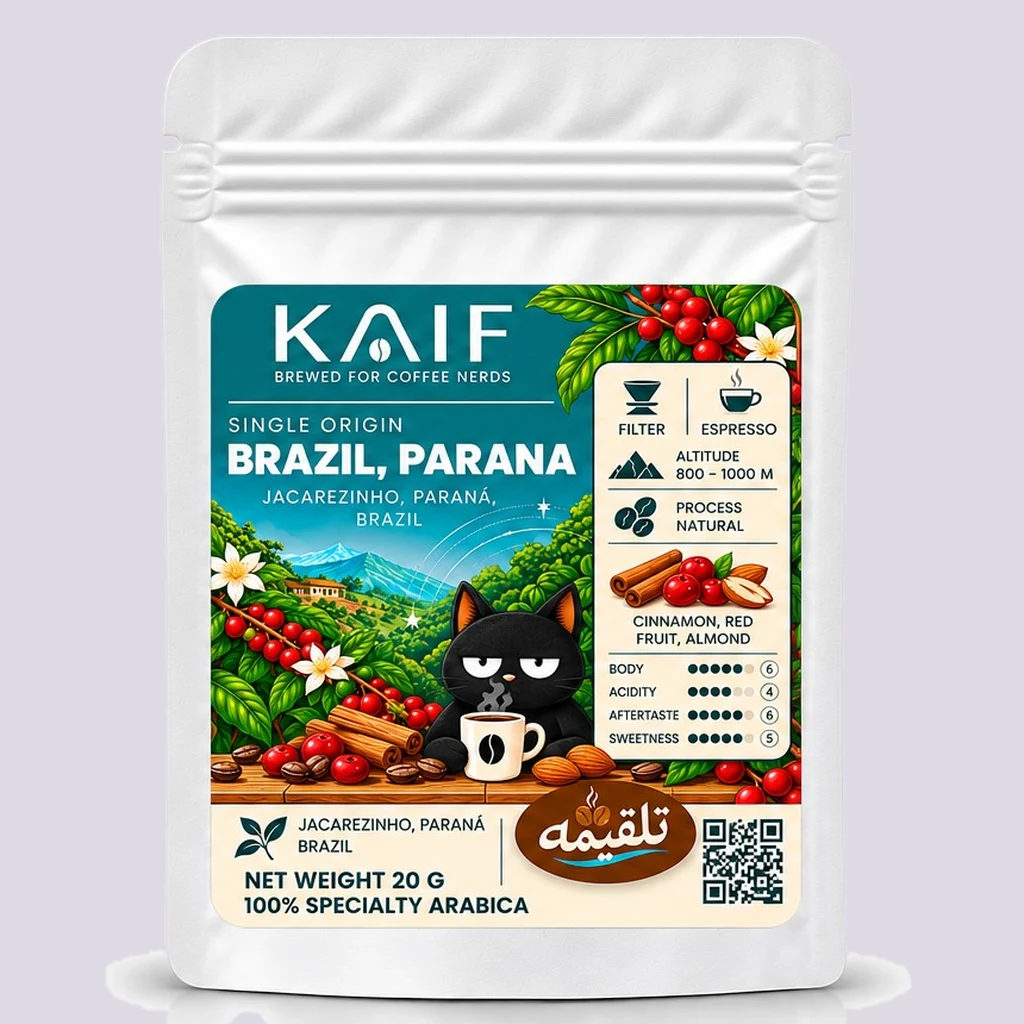 KAIF
BREWED FOR COFFEE NERDS
SINGLE ORIGIN
BRAZIL, PARANA
JACAREZINHO, PARANÁ,
BRAZIL
FILTER
ESPRESSO
ALTITUDE
800 – 1000 M
PROCESS
NATURAL
CINNAMON, RED
FRUIT, ALMOND
BODY 6
ACIDITY 4
AFTERTASTE 6
SWEETNESS 5
JACAREZINHO, PARANÁ
BRAZIL
NET WEIGHT 20 G
100% SPECIALTY ARABICA
تلقيمه